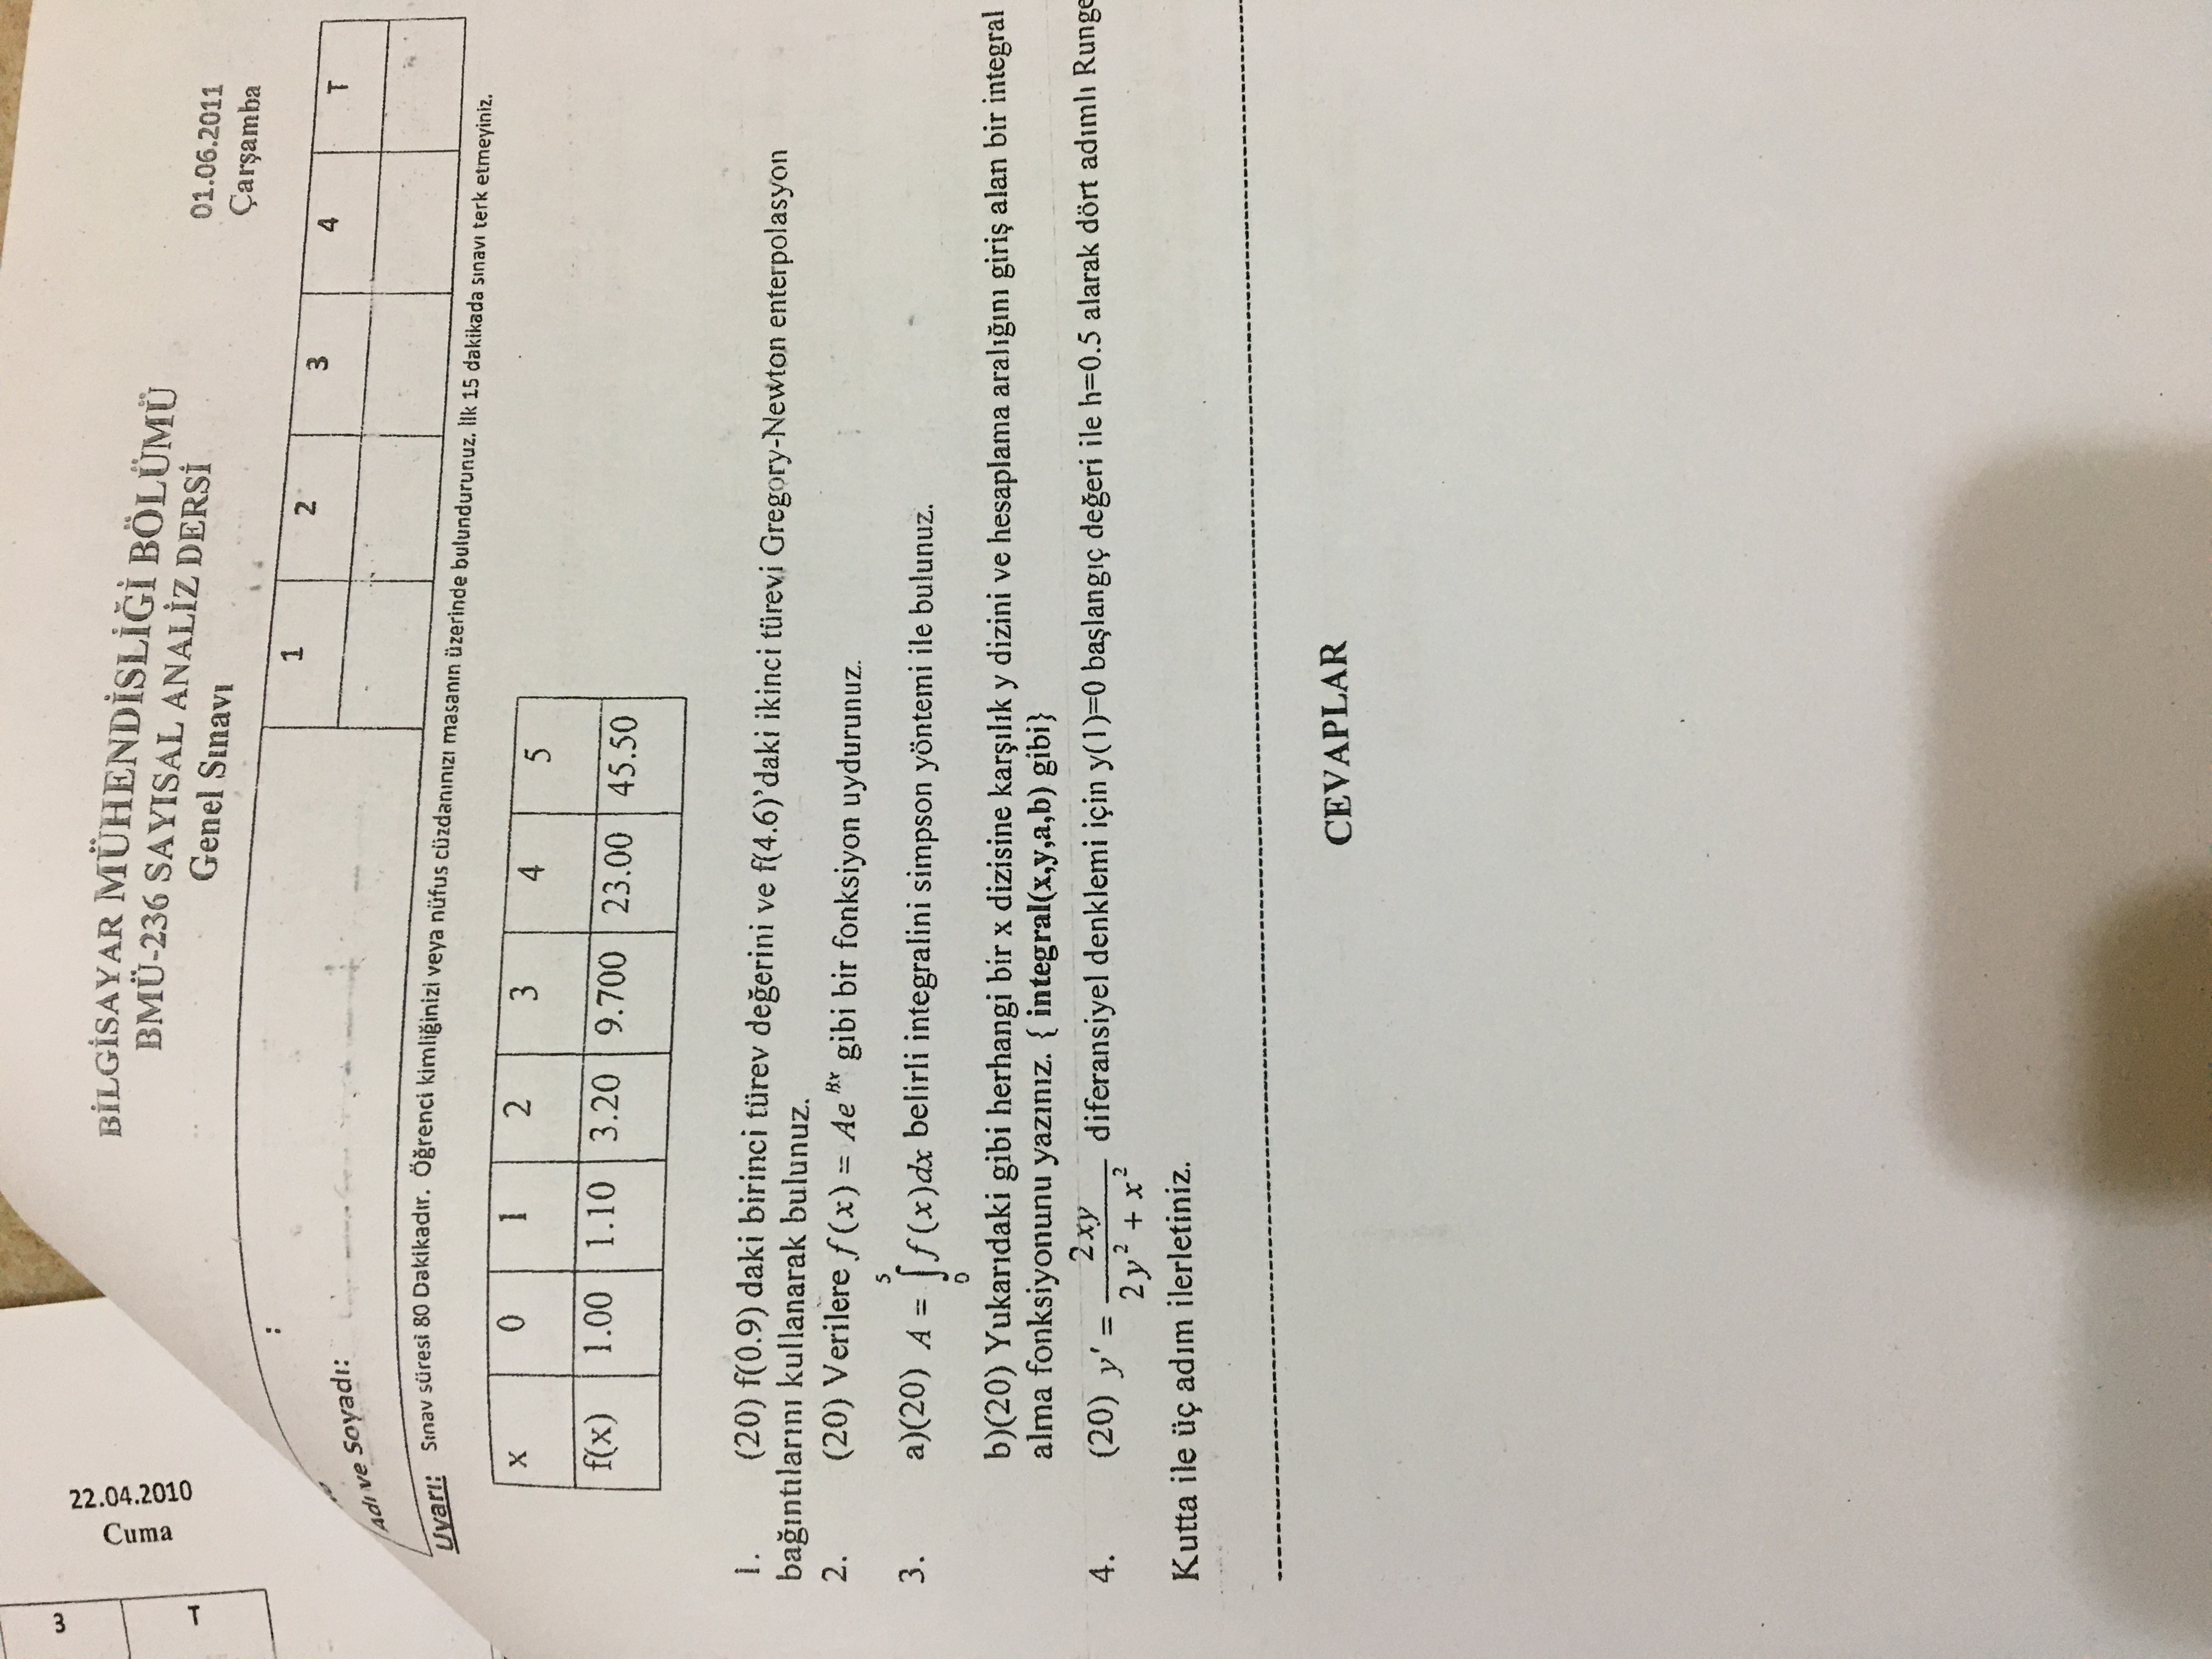 3 T
22.04.2010
Cuma
BİLGİSAYAR MÜHENDİSLİĞİ BÖLÜMÜ
BMÜ-236 SAYISAL ANALİZ DERSİ
Genel Sınavı
01.06.2011
Çarşamba
:
1 2 3 4 T
Adı ve Soyadı:
Uyarı: Sınav süresi 80 Dakikadır. Öğrenci kimliğinizi veya nüfus cüzdanınızı masanın üzerinde bulundurunuz. İlk 15 dakikada sınavı terk etmeyiniz.
x 0 1 2 3 4 5
f(x) 1.00 1.10 3.20 9.700 23.00 45.50
1. (20) f(0.9) daki birinci türev değerini ve f(4.6)'daki ikinci türevi Gregory-Newton enterpolasyon
bağıntılarını kullanarak bulunuz.
2. (20) Verilere f(x) = Ae^{Bx} gibi bir fonksiyon uydurunuz.
3. a)(20) A = ∫_0^5 f(x)dx belirli integralini simpson yöntemi ile bulunuz.
b)(20) Yukarıdaki gibi herhangi bir x dizisine karşılık y dizini ve hesaplama aralığını giriş alan bir integral
alma fonksiyonunu yazınız. { integral(x,y,a,b) gibi}
4. (20) y' = 2xy / (2y² + x²) diferansiyel denklemi için y(1)=0 başlangıç değeri ile h=0.5 alarak dört adımlı Runge
Kutta ile üç adım ilerletiniz.
CEVAPLAR